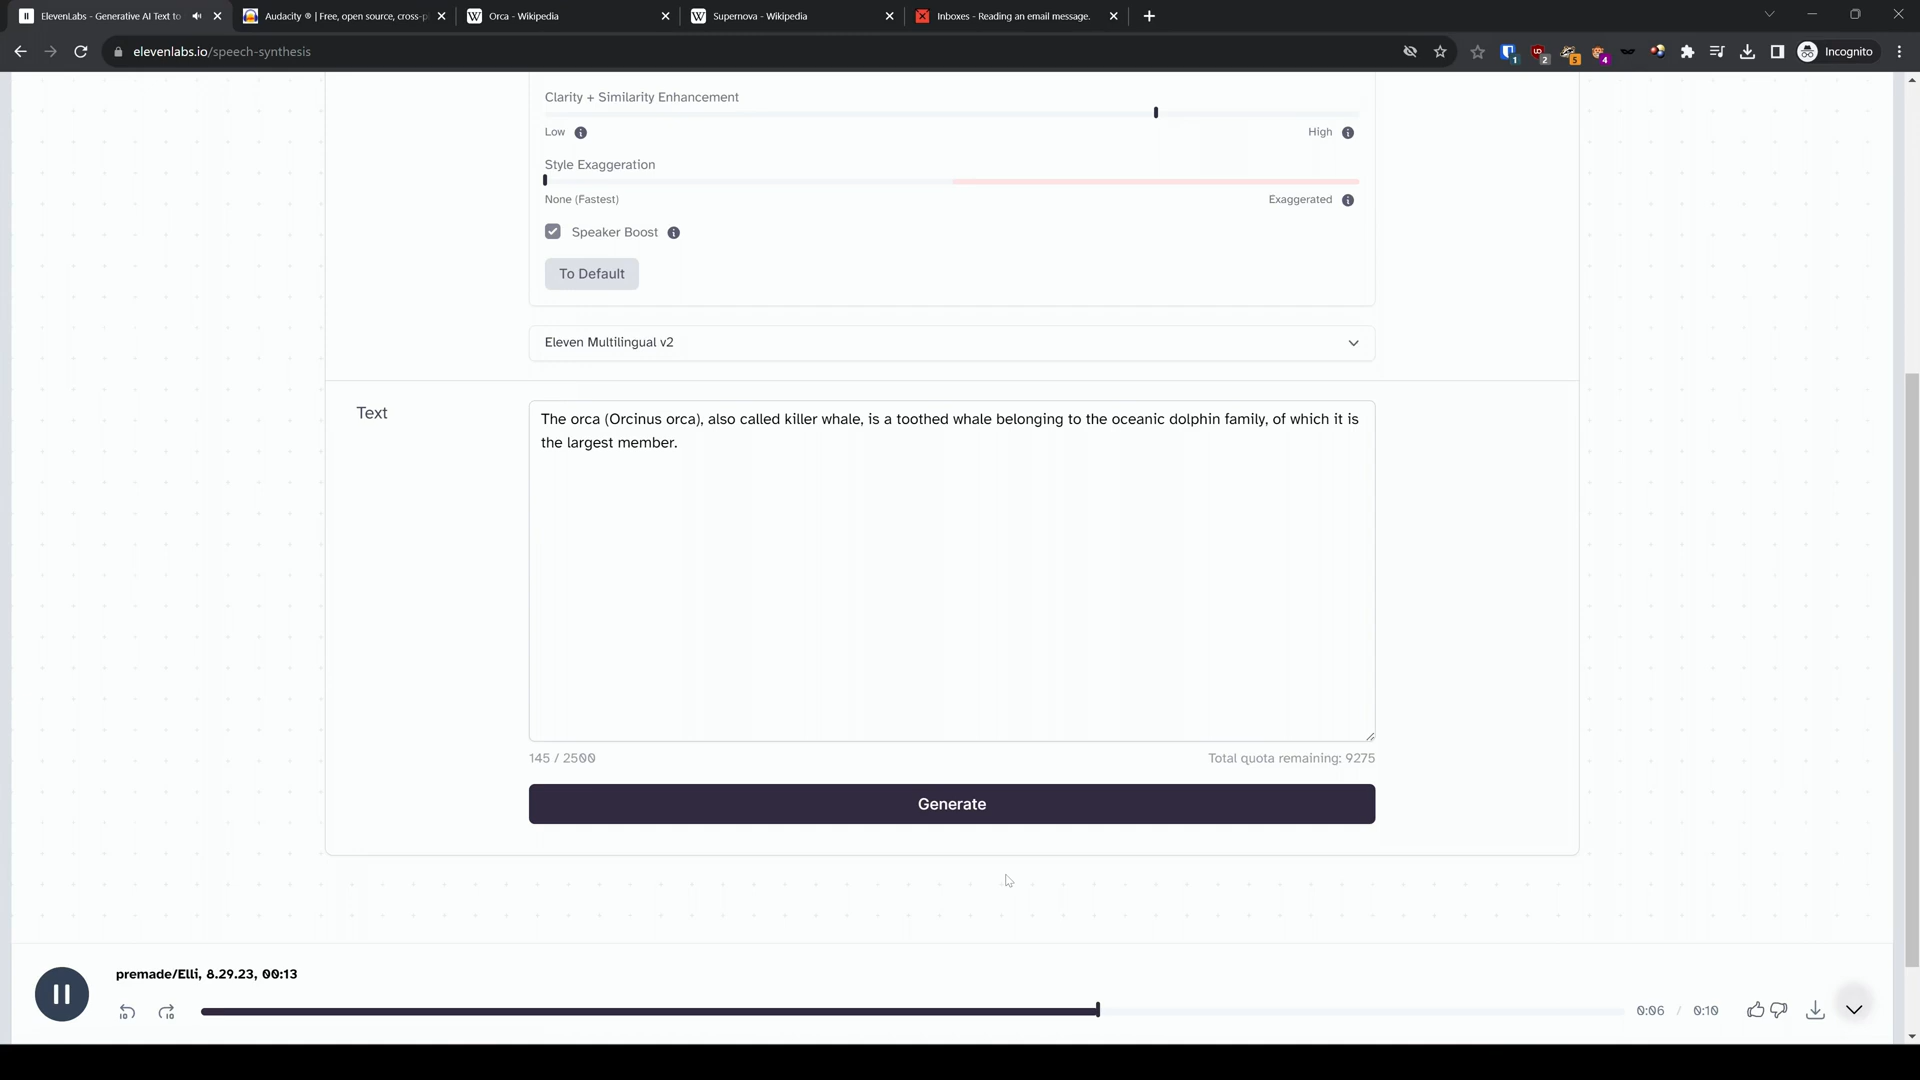 ElevenLabs - Generative AI Text to
Audacity ® | Free, open source, cross-p
Orca - Wikipedia
Supernova - Wikipedia
Inboxes - Reading an email message.
elevenlabs.io/speech-synthesis
Incognito
Clarity + Similarity Enhancement
Low
High
Style Exaggeration
None (Fastest)
Exaggerated
Speaker Boost
To Default
Eleven Multilingual v2
Text
The orca (Orcinus orca), also called killer whale, is a toothed whale belonging to the oceanic dolphin family, of which it is
the largest member.
145 / 2500
Total quota remaining: 9275
Generate
premade/Elli, 8.29.23, 00:13
10
10
0:06 / 0:10